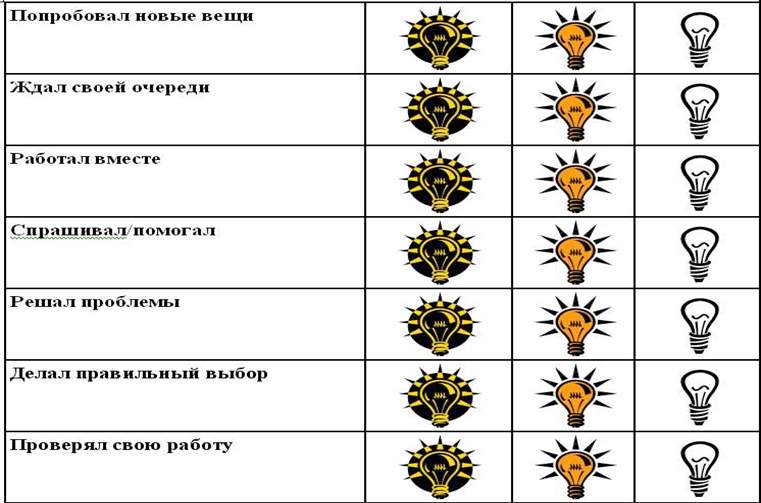 Попробовал новые вещи
Ждал своей очереди
Работал вместе
Спрашивал/помогал
Решал проблемы
Делал правильный выбор
Проверял свою работу